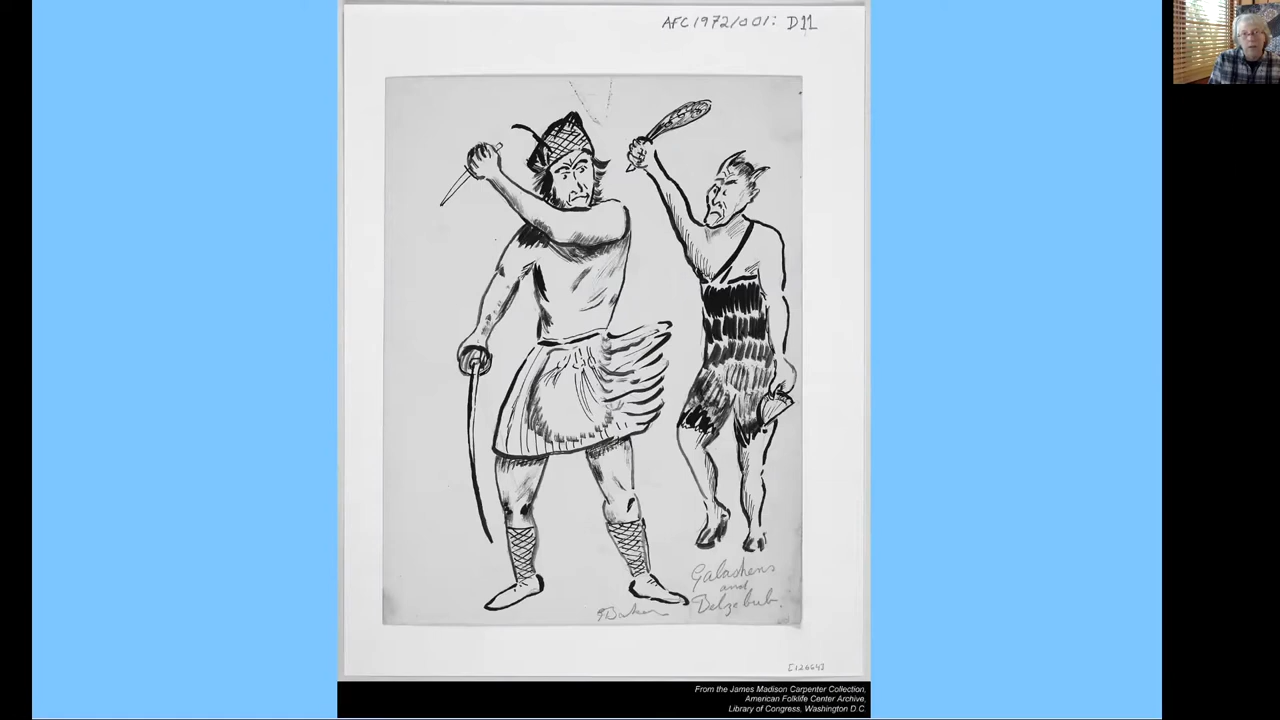 AFC 1972/001: D11
Galashens
and
Belzebub.
[12664]
From the James Madison Carpenter Collection,
American Folklife Center Archive,
Library of Congress, Washington D.C.